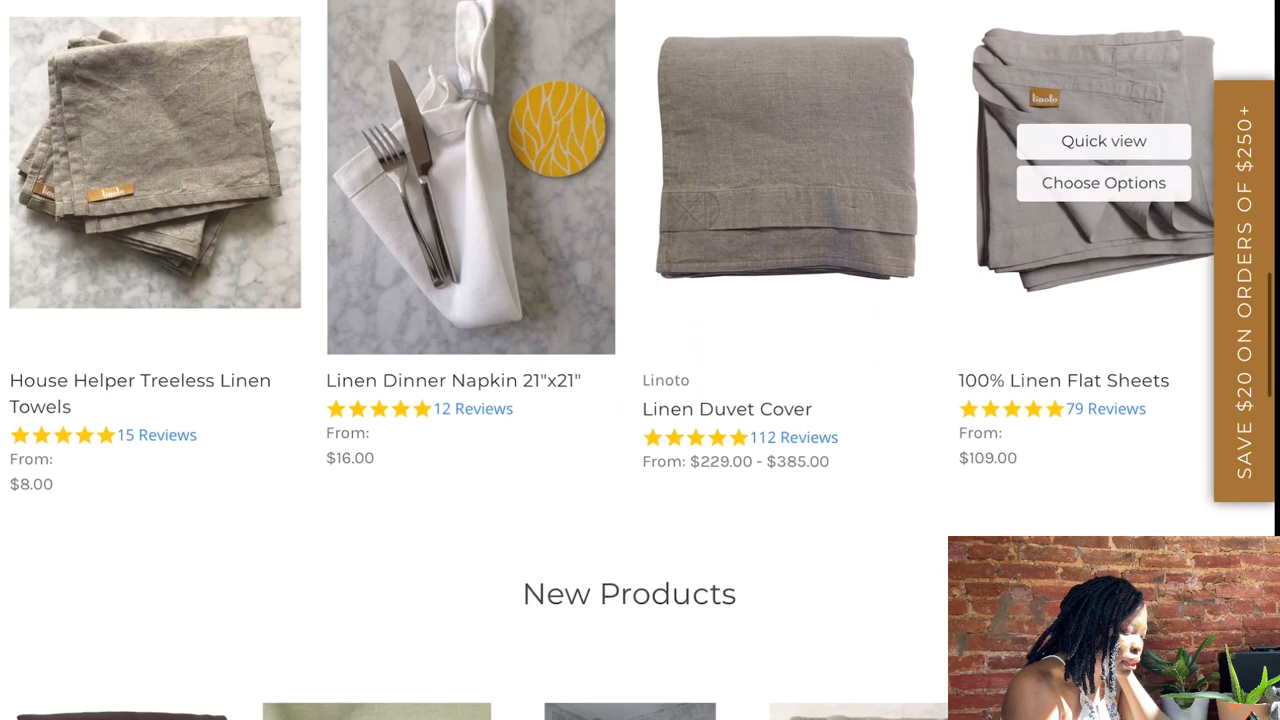 linoto
linoto
Quick view
Choose Options
SAVE $20 ON ORDERS OF $250+
House Helper Treeless Linen
Towels
15 Reviews
From:
$8.00
Linen Dinner Napkin 21"x21"
12 Reviews
From:
$16.00
Linoto
Linen Duvet Cover
112 Reviews
From: $229.00 - $385.00
100% Linen Flat Sheets
79 Reviews
From:
$109.00
New Products